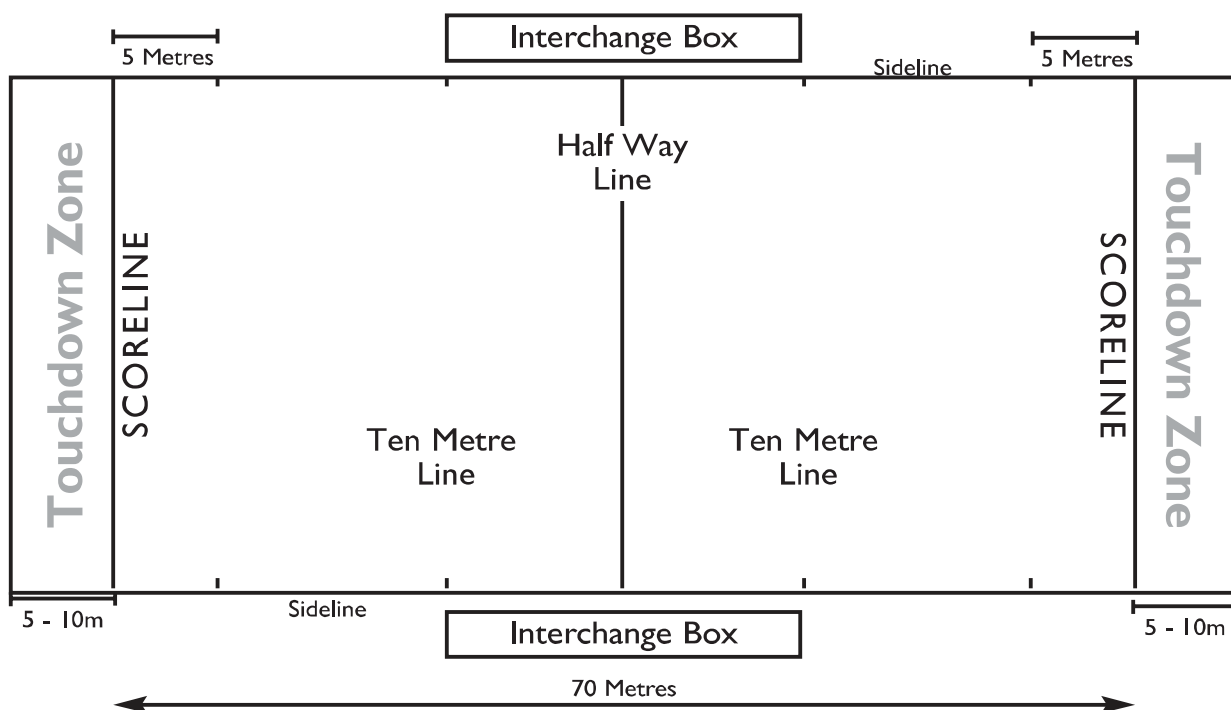 Interchange Box
5 Metres
5 Metres
Sideline
Half Way
Line
Touchdown Zone
SCORELINE
SCORELINE
Touchdown Zone
Ten Metre
Line
Ten Metre
Line
5 - 10m
Sideline
Interchange Box
5 - 10m
70 Metres